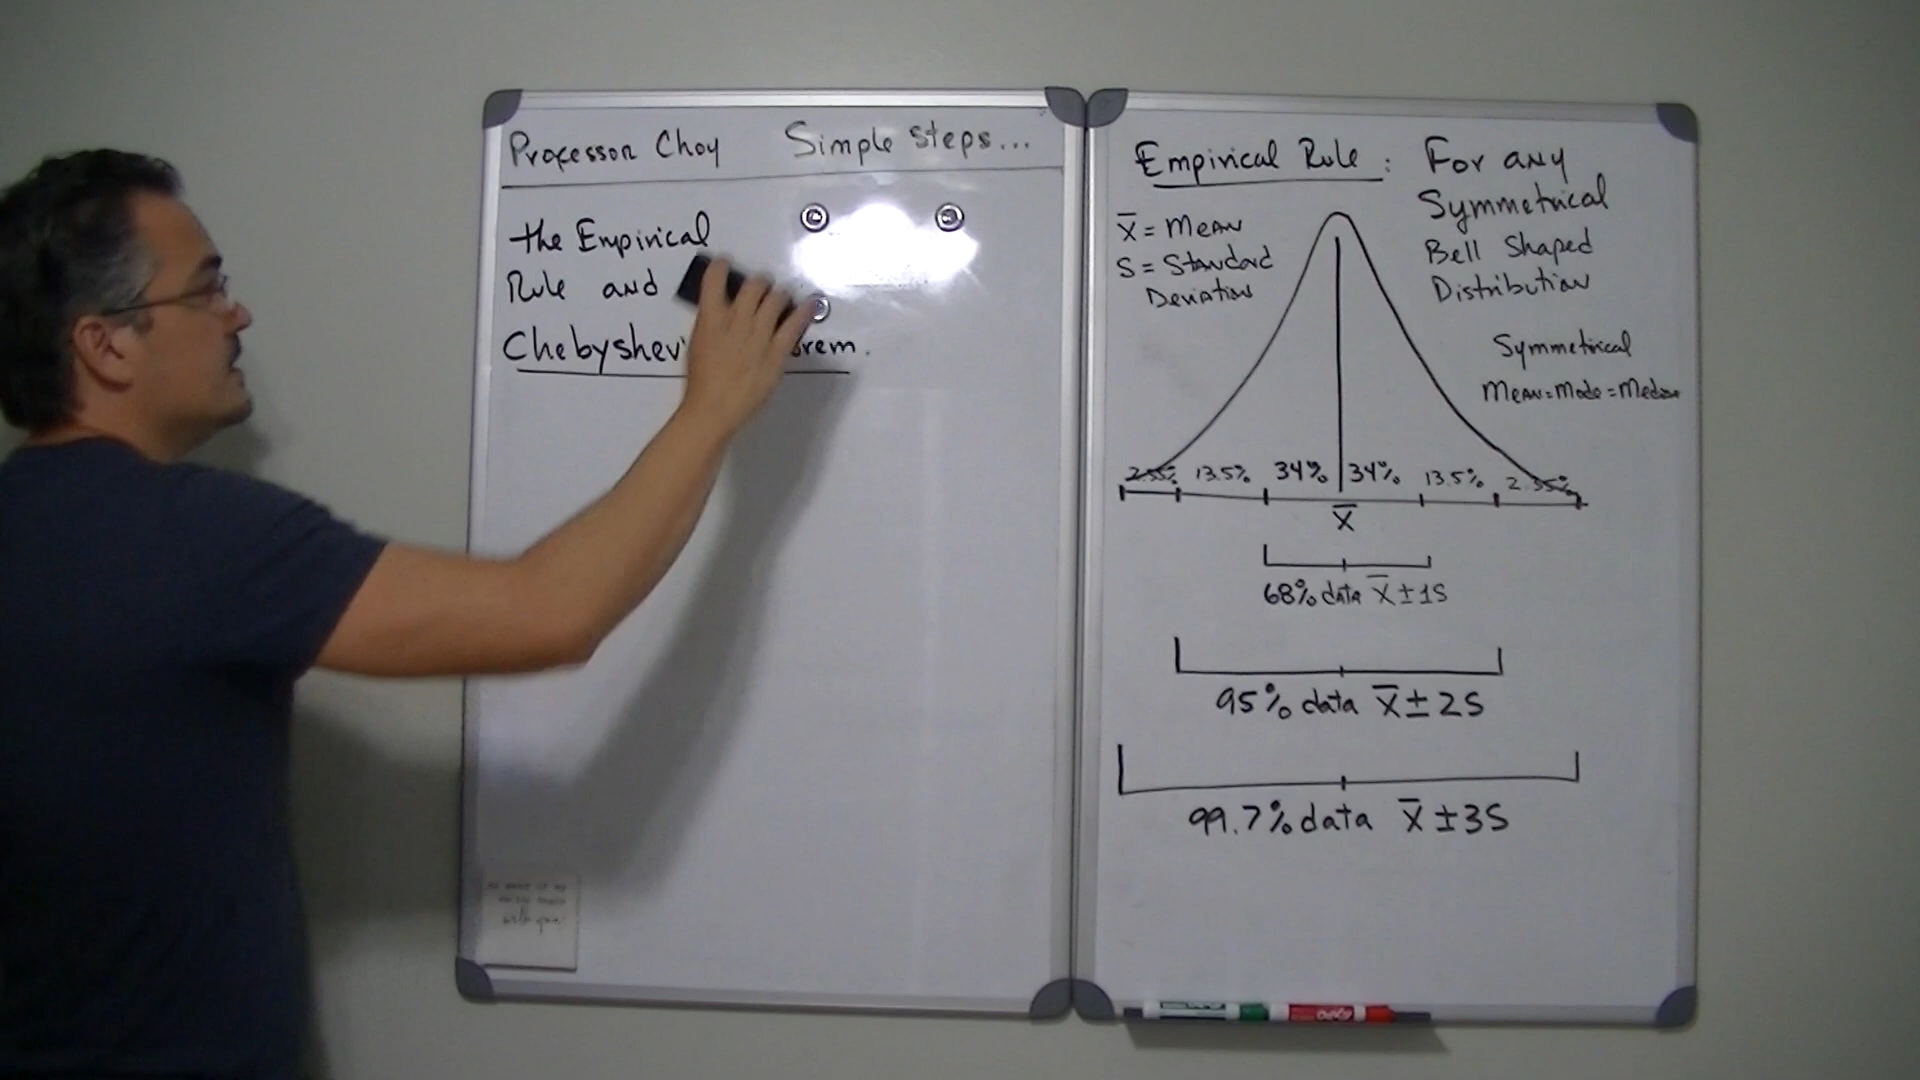 Professor Choy Simple Steps...
the Empirical
Rule and
Chebyshev
orem.
Empirical Rule : For any
Symmetrical
Bell Shaped
Distribution
x̄ = Mean
S = Standard
Deviation
Symmetrical
Mean = Mode = Median
2.35% 13.5% 34% 34% 13.5% 2.35%
x̄
68% data x̄ ± 1S
95% data x̄ ± 2S
99.7% data x̄ ± 3S
EXPO